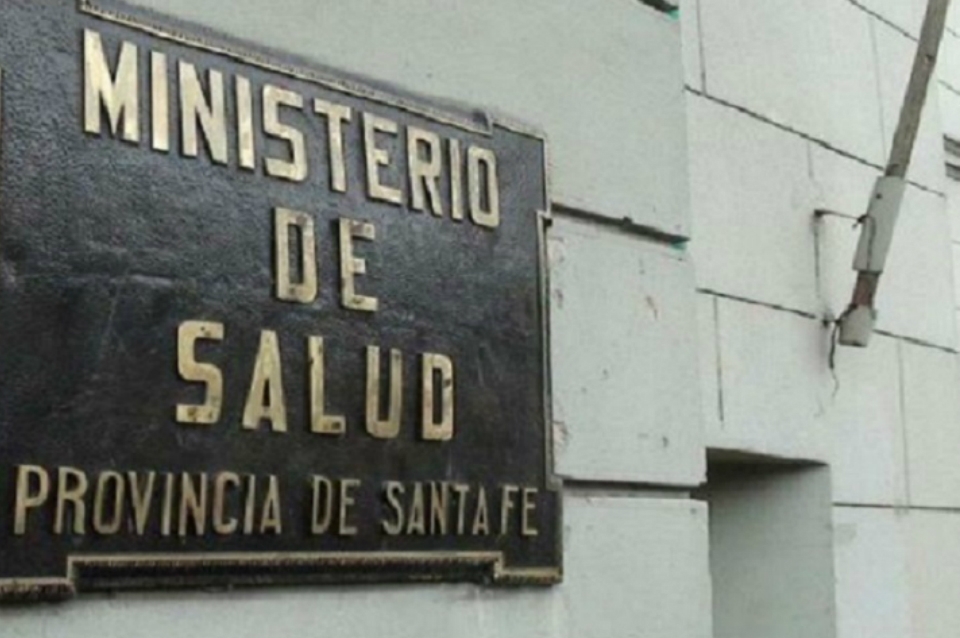 MINISTERIO
DE
SALUD
PROVINCIA DE SANTA FE